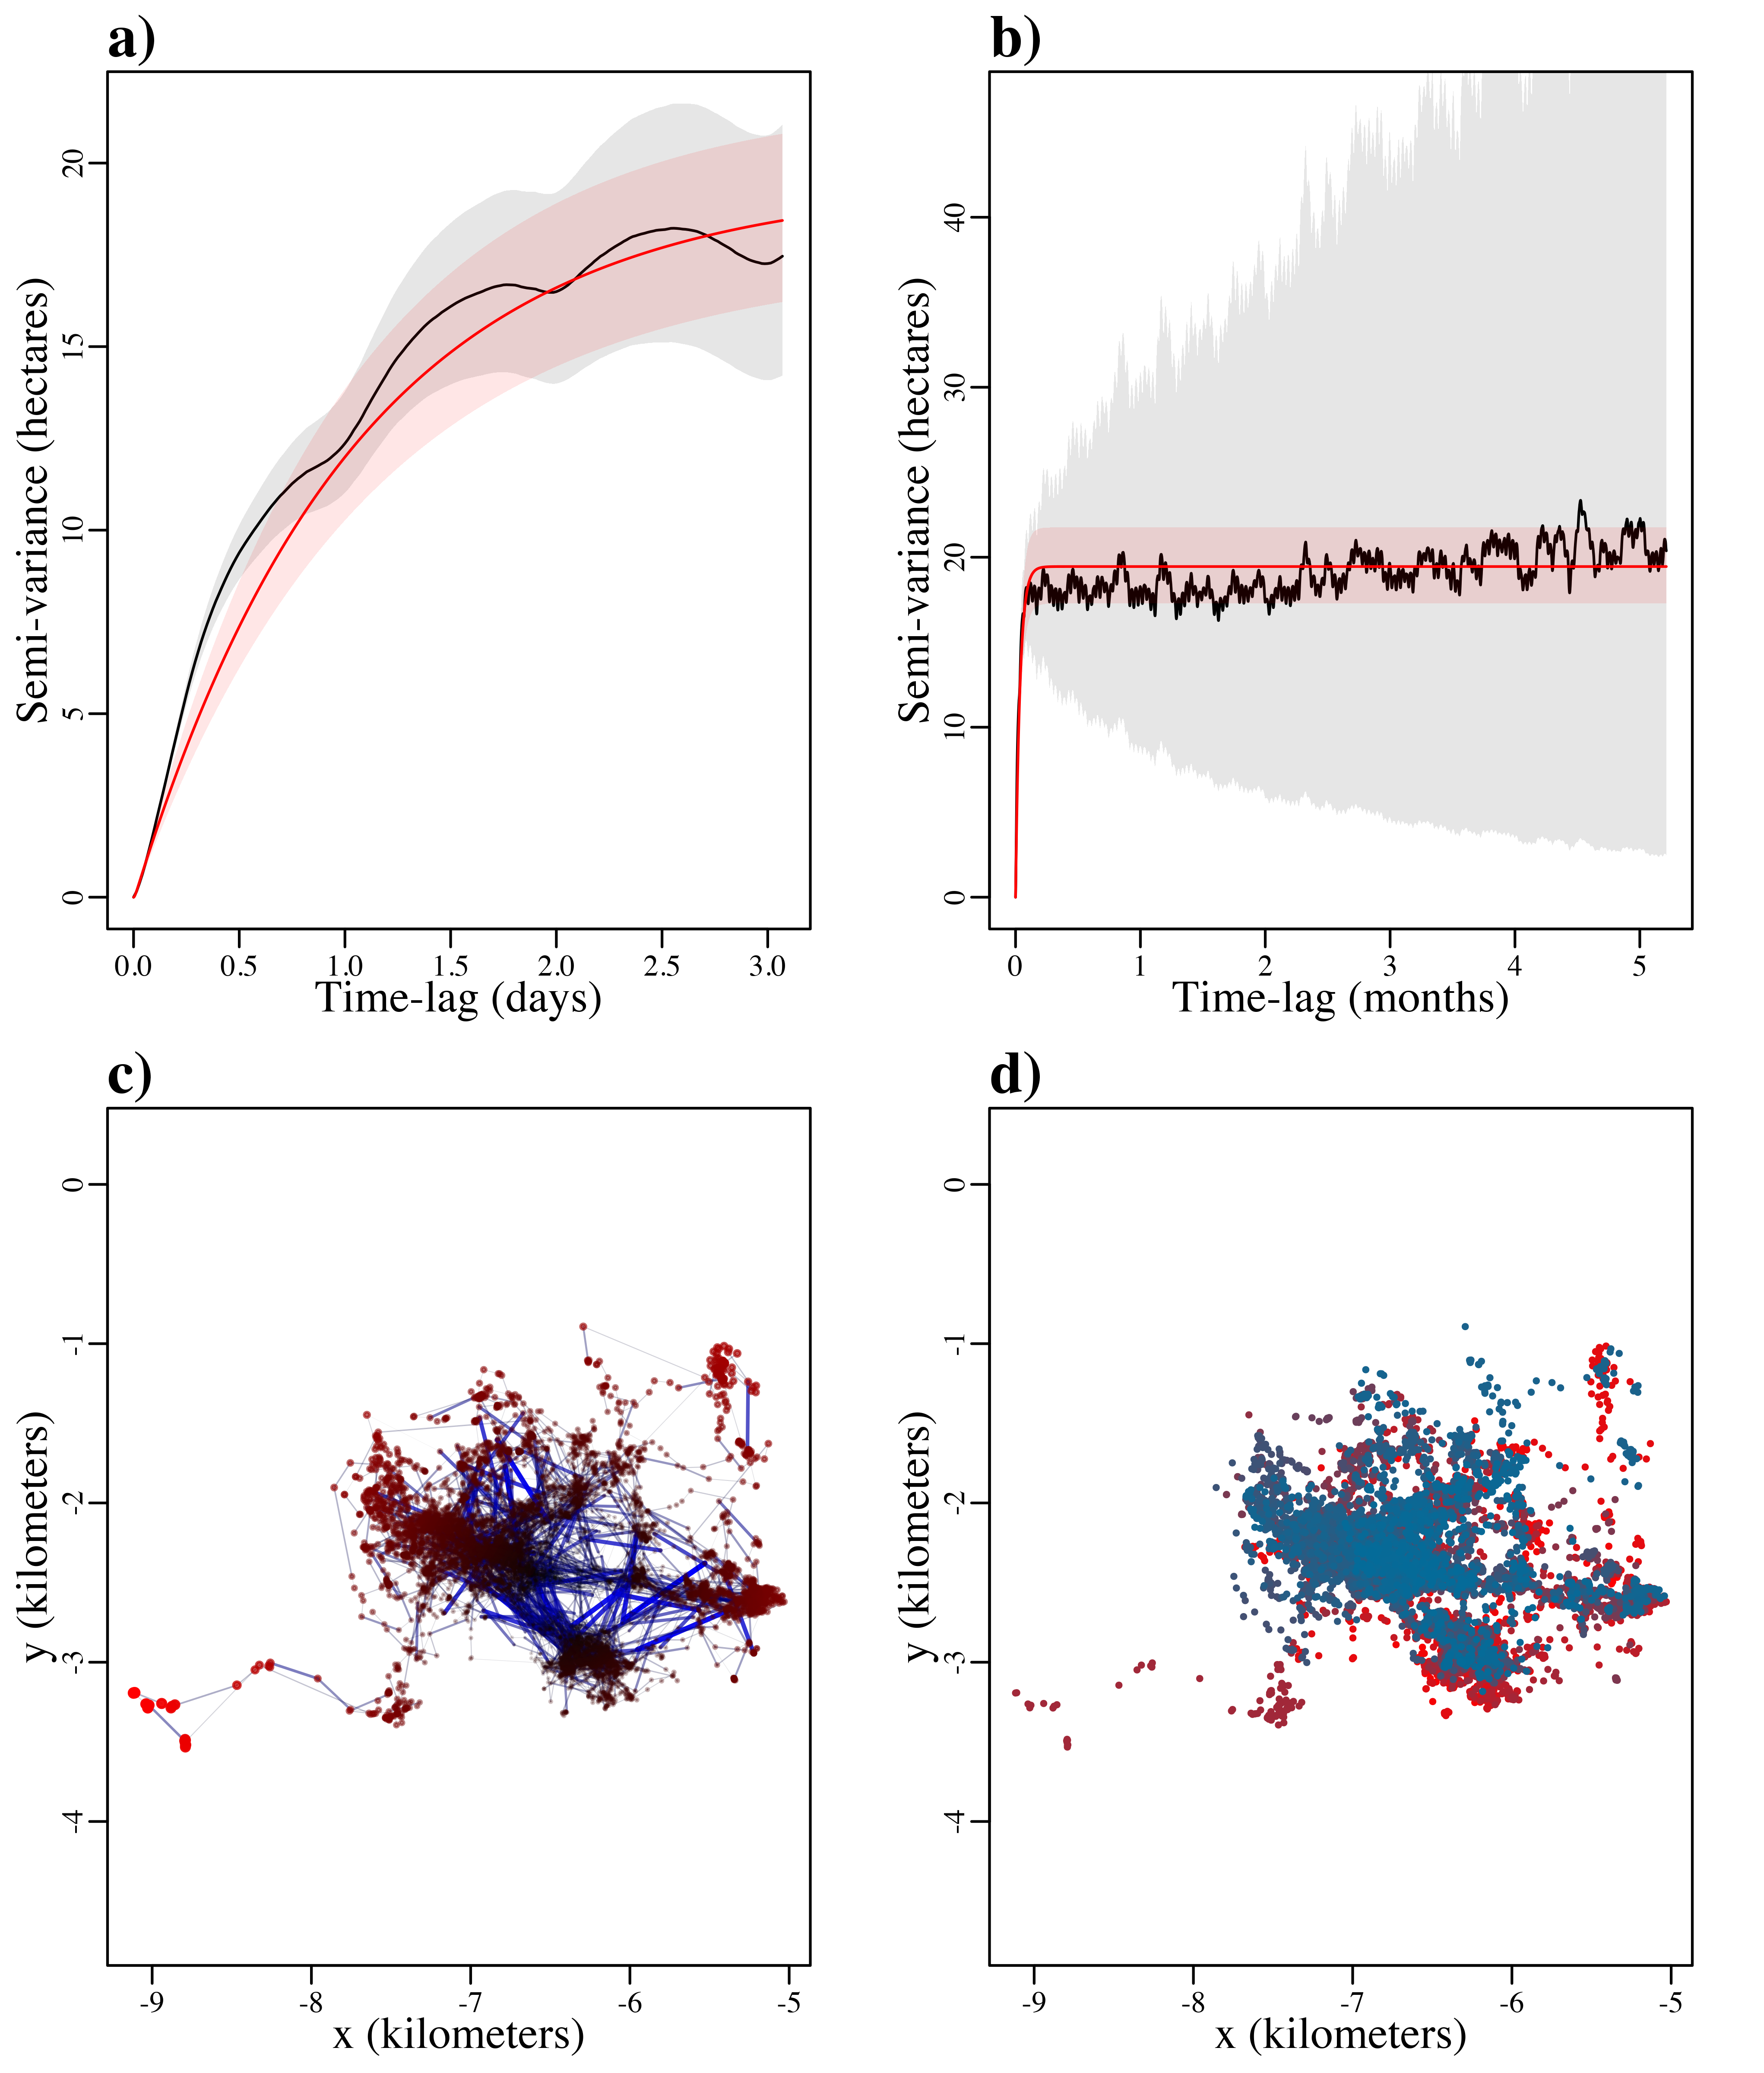 a)
Semi-variance (hectares)
20
15
10
5
0
0.0 0.5 1.0 1.5 2.0 2.5 3.0
Time-lag (days)
b)
Semi-variance (hectares)
40
30
20
10
0
0 1 2 3 4 5
Time-lag (months)
c)
y (kilometers)
0
-1
-2
-3
-4
-9 -8 -7 -6 -5
x (kilometers)
d)
y (kilometers)
0
-1
-2
-3
-4
-9 -8 -7 -6 -5
x (kilometers)